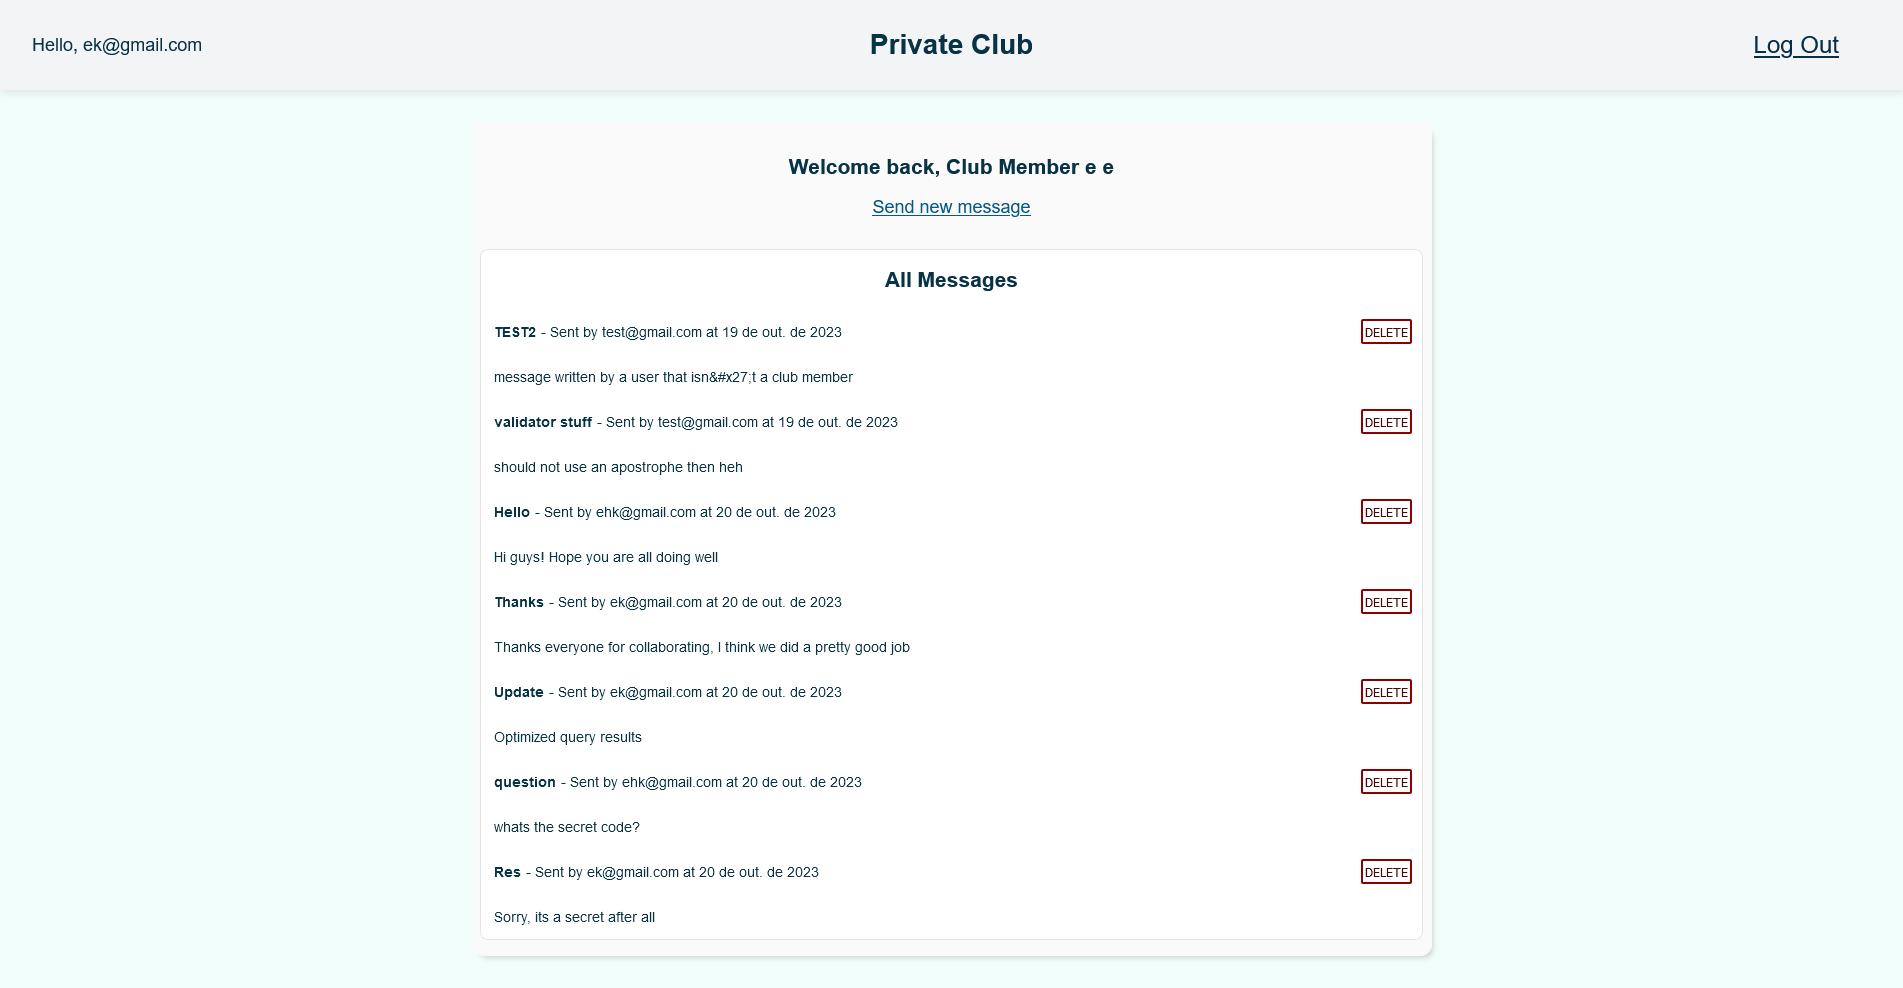 Hello, ek@gmail.com
Private Club
Log Out
Welcome back, Club Member e e
Send new message
All Messages
TEST2 - Sent by test@gmail.com at 19 de out. de 2023 DELETE
message written by a user that isn&#x27;t a club member
validator stuff - Sent by test@gmail.com at 19 de out. de 2023 DELETE
should not use an apostrophe then heh
Hello - Sent by ehk@gmail.com at 20 de out. de 2023 DELETE
Hi guys! Hope you are all doing well
Thanks - Sent by ek@gmail.com at 20 de out. de 2023 DELETE
Thanks everyone for collaborating, I think we did a pretty good job
Update - Sent by ek@gmail.com at 20 de out. de 2023 DELETE
Optimized query results
question - Sent by ehk@gmail.com at 20 de out. de 2023 DELETE
whats the secret code?
Res - Sent by ek@gmail.com at 20 de out. de 2023 DELETE
Sorry, its a secret after all